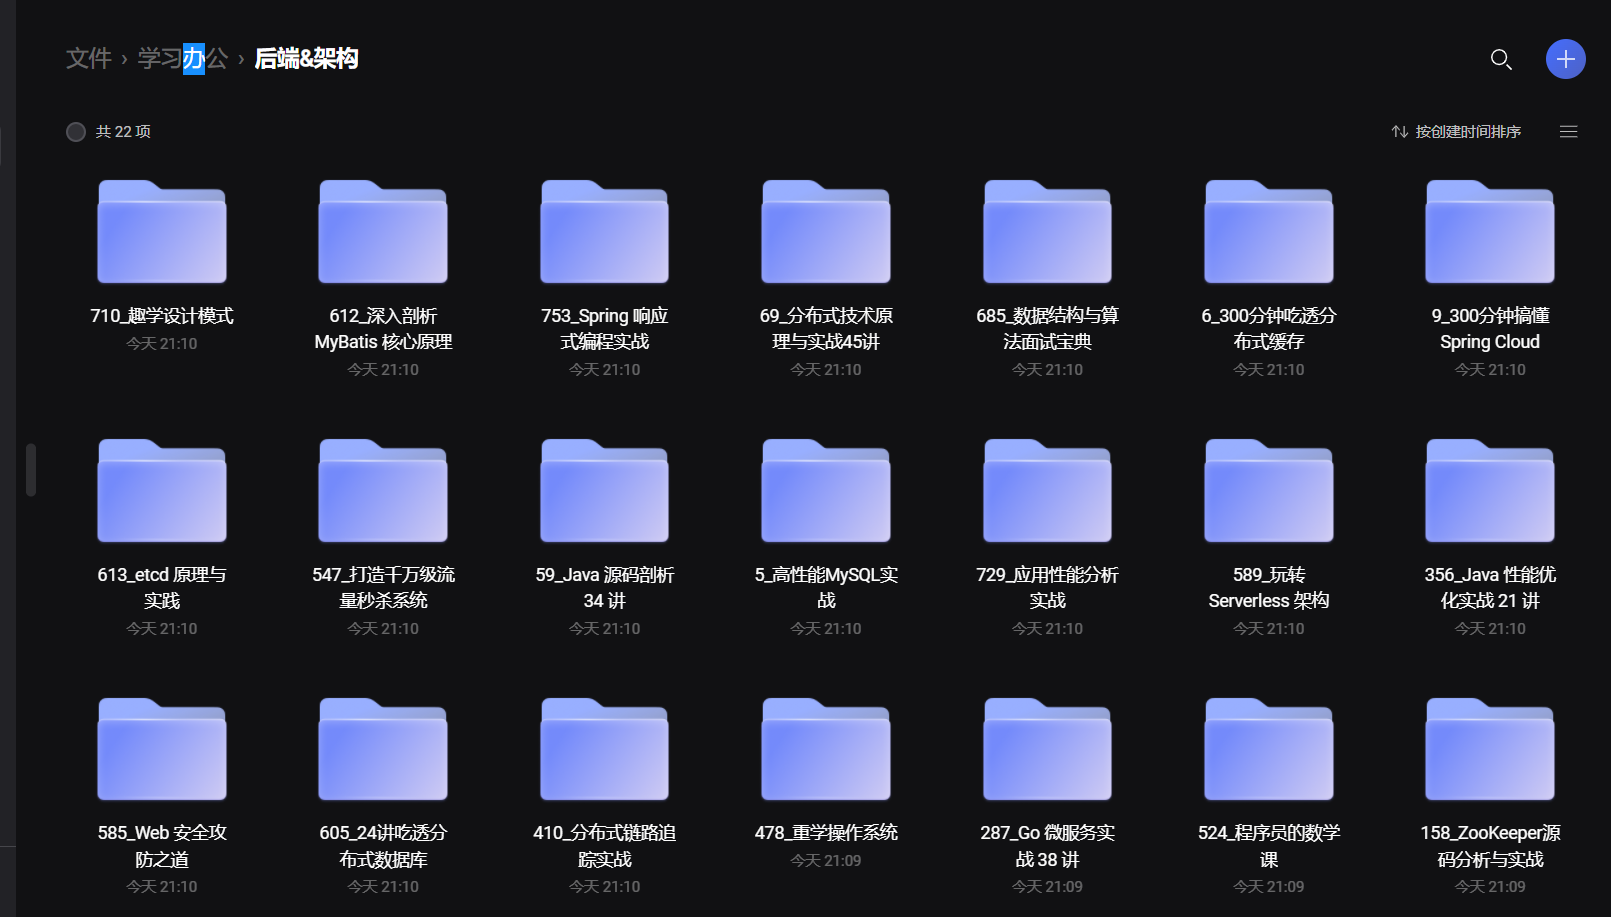 文件 › 学习办公 › 后端&架构
共 22 项
按创建时间排序
710_趣学设计模式
今天 21:10
612_深入剖析
MyBatis 核心原理
今天 21:10
753_Spring 响应
式编程实战
今天 21:10
69_分布式技术原
理与实战45讲
今天 21:10
685_数据结构与算
法面试宝典
今天 21:10
6_300分钟吃透分
布式缓存
今天 21:10
9_300分钟搞懂
Spring Cloud
今天 21:10
613_etcd 原理与
实践
今天 21:10
547_打造千万级流
量秒杀系统
今天 21:10
59_Java 源码剖析
34 讲
今天 21:10
5_高性能MySQL实
战
今天 21:10
729_应用性能分析
实战
今天 21:10
589_玩转
Serverless 架构
今天 21:10
356_Java 性能优
化实战 21 讲
今天 21:10
585_Web 安全攻
防之道
今天 21:10
605_24讲吃透分
布式数据库
今天 21:10
410_分布式链路追
踪实战
今天 21:10
478_重学操作系统
今天 21:09
287_Go 微服务实
战 38 讲
今天 21:09
524_程序员的数学
课
今天 21:09
158_ZooKeeper源
码分析与实战
今天 21:09